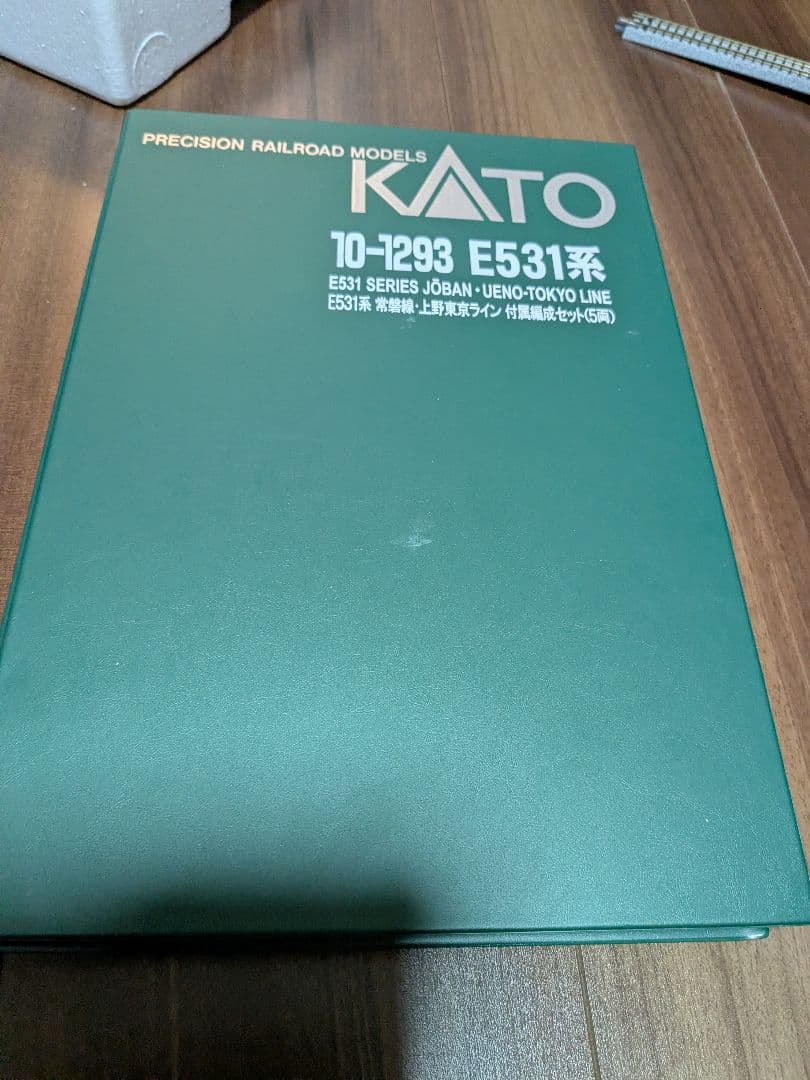 PRECISION RAILROAD MODELS
KATO
10-1293 E531系
E531 SERIES JŌBAN・UENO-TOKYO LINE
E531系 常磐線・上野東京ライン 付属編成セット(5両)